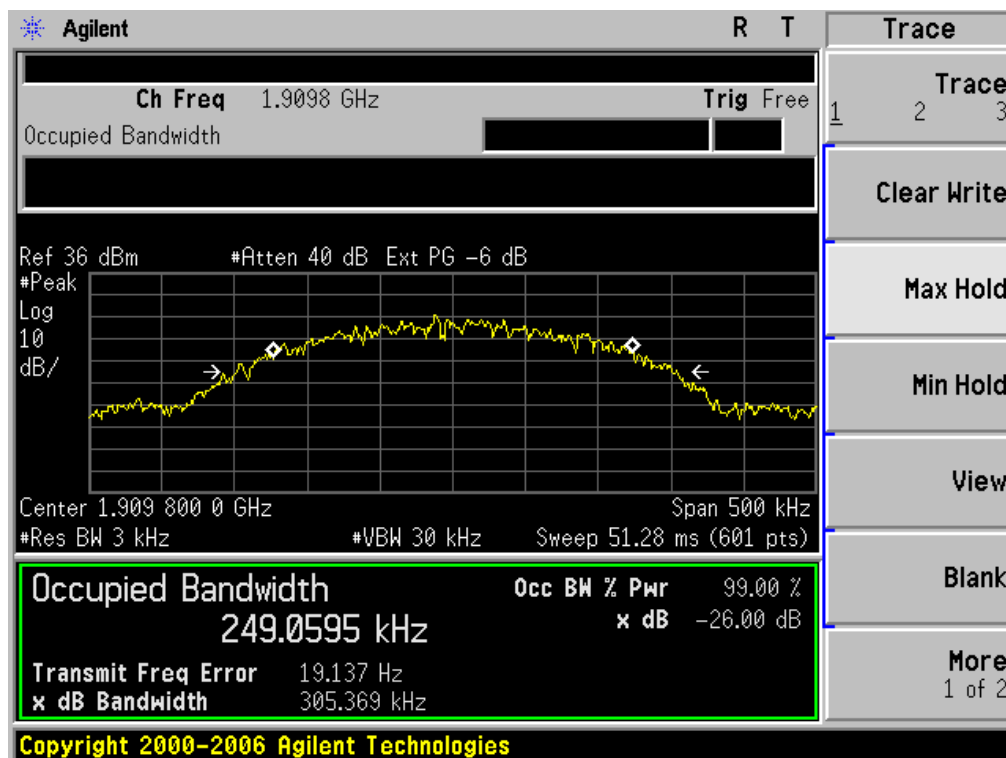 Agilent R T
Ch Freq 1.9098 GHz Trig Free
Occupied Bandwidth
Ref 36 dBm #Atten 40 dB Ext PG -6 dB
#Peak
Log
10
dB/
Center 1.909 800 0 GHz Span 500 kHz
#Res BW 3 kHz #VBW 30 kHz Sweep 51.28 ms (601 pts)
Occupied Bandwidth Occ BW % Pwr 99.00 %
249.0595 kHz x dB -26.00 dB
Transmit Freq Error 19.137 Hz
x dB Bandwidth 305.369 kHz
Copyright 2000-2006 Agilent Technologies
Trace
Trace
1 2 3
Clear Write
Max Hold
Min Hold
View
Blank
More
1 of 2